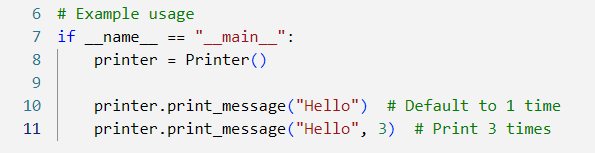 6 # Example usage
7 if __name__ == "__main__":
8     printer = Printer()
9
10     printer.print_message("Hello")  # Default to 1 time
11     printer.print_message("Hello", 3)  # Print 3 times